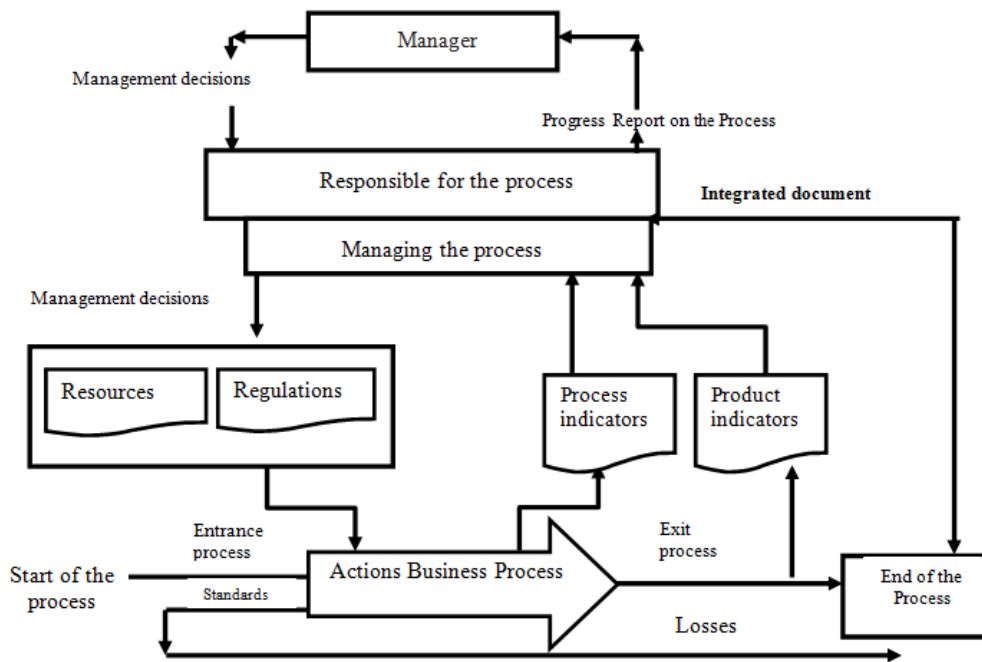 Manager
Management decisions
Progress Report on the Process
Responsible for the process
Integrated document
Managing the process
Management decisions
Resources
Regulations
Process
indicators
Product
indicators
Entrance
process
Exit
process
Start of the
process
Actions Business Process
Standards
End of the
Process
Losses